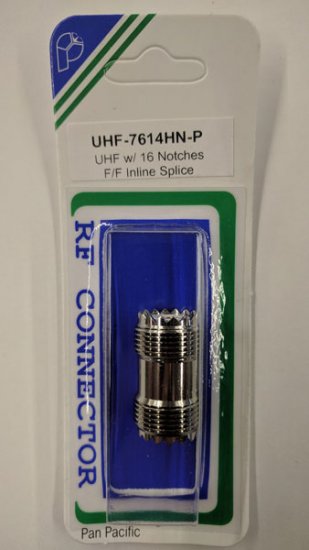 UHF-7614HN-P
UHF w/ 16 Notches
F/F Inline Splice
RF CONNECTOR
Pan Pacific